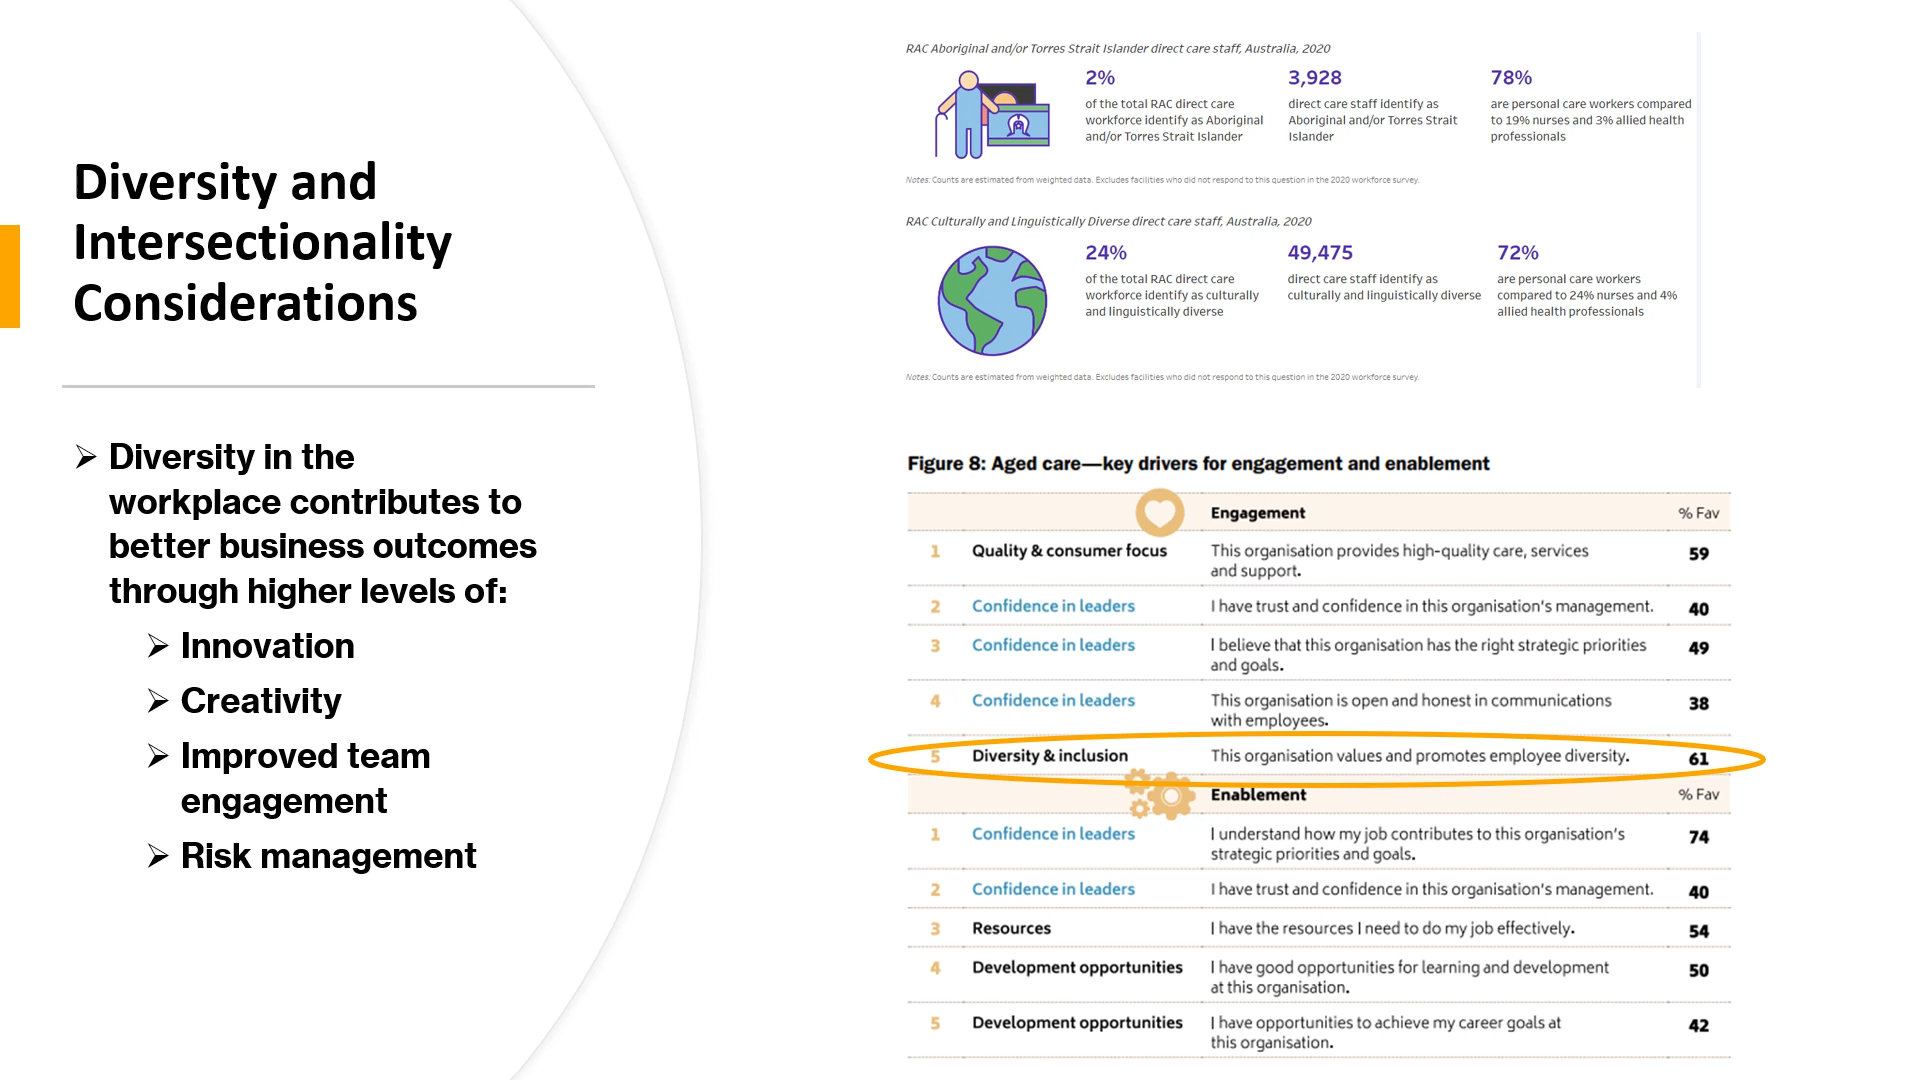 Diversity and
Intersectionality
Considerations
➢ Diversity in the
workplace contributes to
better business outcomes
through higher levels of:
➢ Innovation
➢ Creativity
➢ Improved team
engagement
➢ Risk management
RAC Aboriginal and/or Torres Strait Islander direct care staff, Australia, 2020
2%
of the total RAC direct care
workforce identify as Aboriginal
and/or Torres Strait Islander
3,928
direct care staff identify as
Aboriginal and/or Torres Strait
Islander
78%
are personal care workers compared
to 19% nurses and 3% allied health
professionals
Notes: Counts are estimated from weighted data. Excludes facilities who did not respond to this question in the 2020 workforce survey.
RAC Culturally and Linguistically Diverse direct care staff, Australia, 2020
24%
of the total RAC direct care
workforce identify as culturally
and linguistically diverse
49,475
direct care staff identify as
culturally and linguistically diverse
72%
are personal care workers
compared to 24% nurses and 4%
allied health professionals
Notes: Counts are estimated from weighted data. Excludes facilities who did not respond to this question in the 2020 workforce survey.
Figure 8: Aged care—key drivers for engagement and enablement
Engagement % Fav
1 Quality & consumer focus This organisation provides high-quality care, services 59
and support.
2 Confidence in leaders I have trust and confidence in this organisation's management. 40
3 Confidence in leaders I believe that this organisation has the right strategic priorities 49
and goals.
4 Confidence in leaders This organisation is open and honest in communications 38
with employees.
5 Diversity & inclusion This organisation values and promotes employee diversity. 61
Enablement % Fav
1 Confidence in leaders I understand how my job contributes to this organisation's 74
strategic priorities and goals.
2 Confidence in leaders I have trust and confidence in this organisation's management. 40
3 Resources I have the resources I need to do my job effectively. 54
4 Development opportunities I have good opportunities for learning and development 50
at this organisation.
5 Development opportunities I have opportunities to achieve my career goals at 42
this organisation.